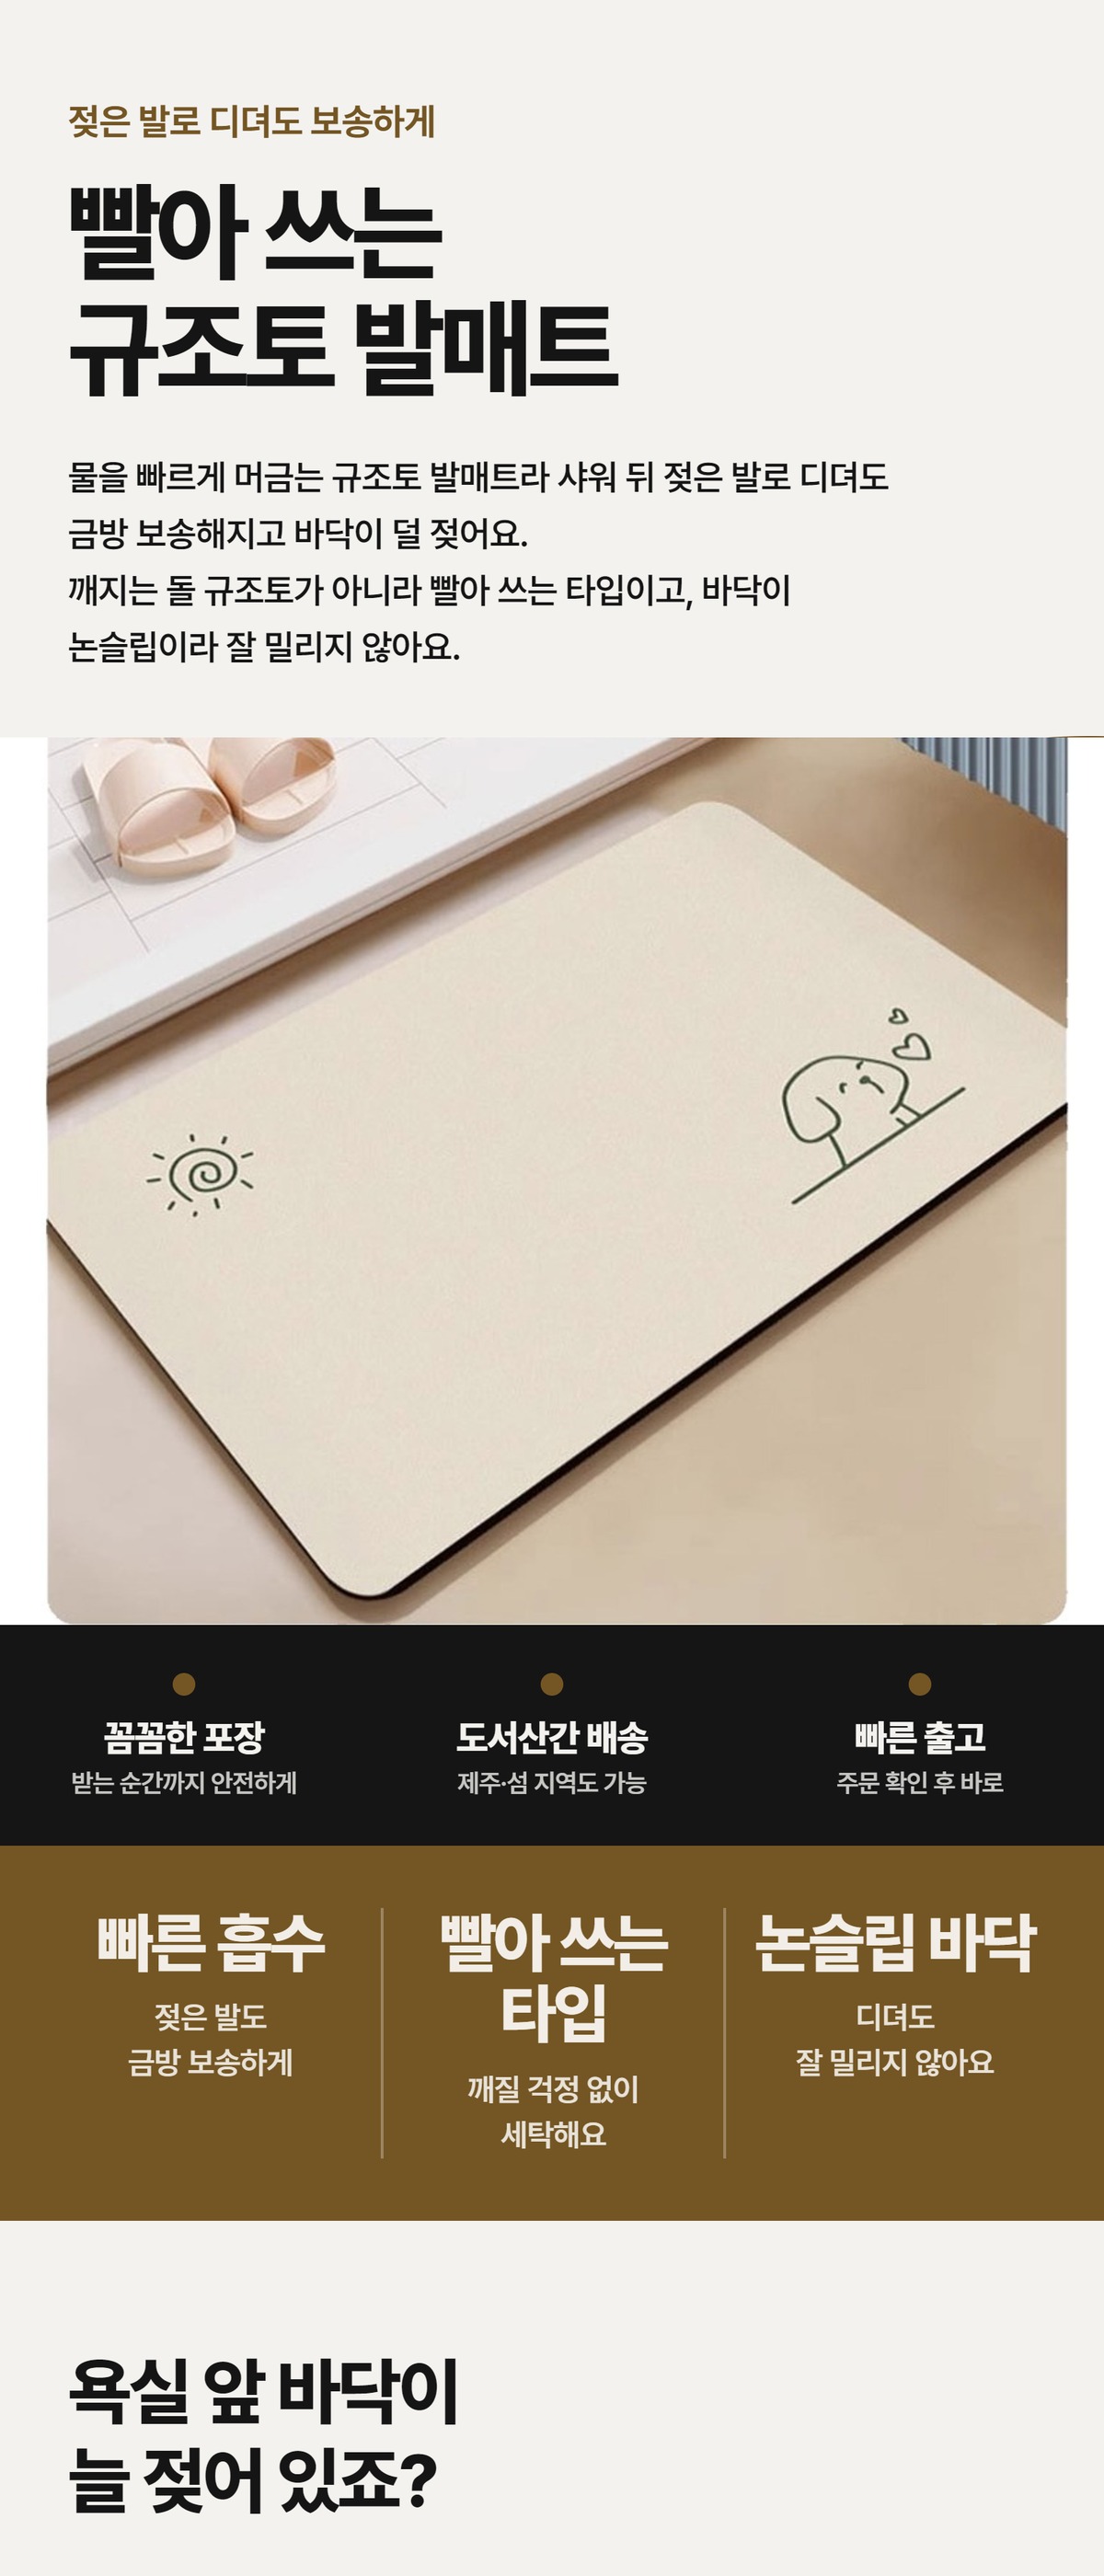 젖은 발로 디뎌도 보송하게
빨아 쓰는
규조토 발매트
물을 빠르게 머금는 규조토 발매트라 샤워 뒤 젖은 발로 디뎌도
금방 보송해지고 바닥이 덜 젖어요.
깨지는 돌 규조토가 아니라 빨아 쓰는 타입이고, 바닥이
논슬립이라 잘 밀리지 않아요.
꼼꼼한 포장
받는 순간까지 안전하게
도서산간 배송
제주·섬 지역도 가능
빠른 출고
주문 확인 후 바로
빠른 흡수
젖은 발도
금방 보송하게
빨아 쓰는
타입
깨질 걱정 없이
세탁해요
논슬립 바닥
디뎌도
잘 밀리지 않아요
욕실 앞 바닥이
늘 젖어 있죠?